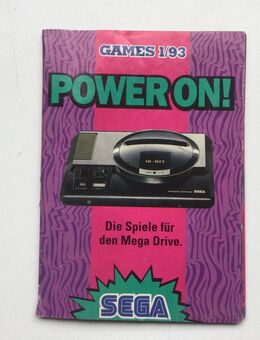 GAMES 1/93
POWER ON!
16-BIT
SEGA
Die Spiele für
den Mega Drive.
SEGA